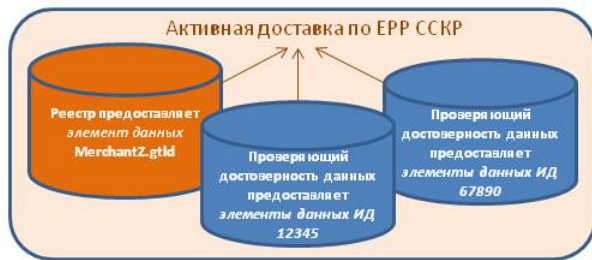 Активная доставка по ЕРР ССКР
Реестр предоставляет
элемент данных
MerchantZ.gtld
Проверяющий
достоверность данных
предоставляет
элементы данных ИД
12345
Проверяющий
достоверность данных
предоставляет
элементы данных ИД
67890